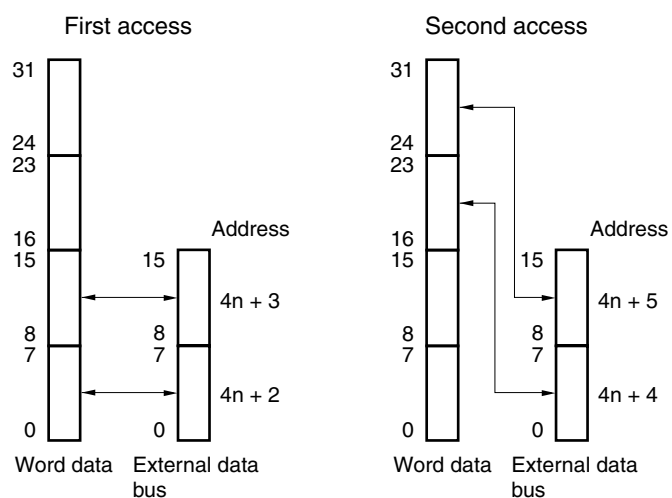 First access
31
24
23
16
15
8
7
0
Word data
Address
15
4n + 3
8
7
4n + 2
0
External data
bus
Second access
31
24
23
16
15
8
7
0
Word data
Address
15
4n + 5
8
7
4n + 4
0
External data
bus